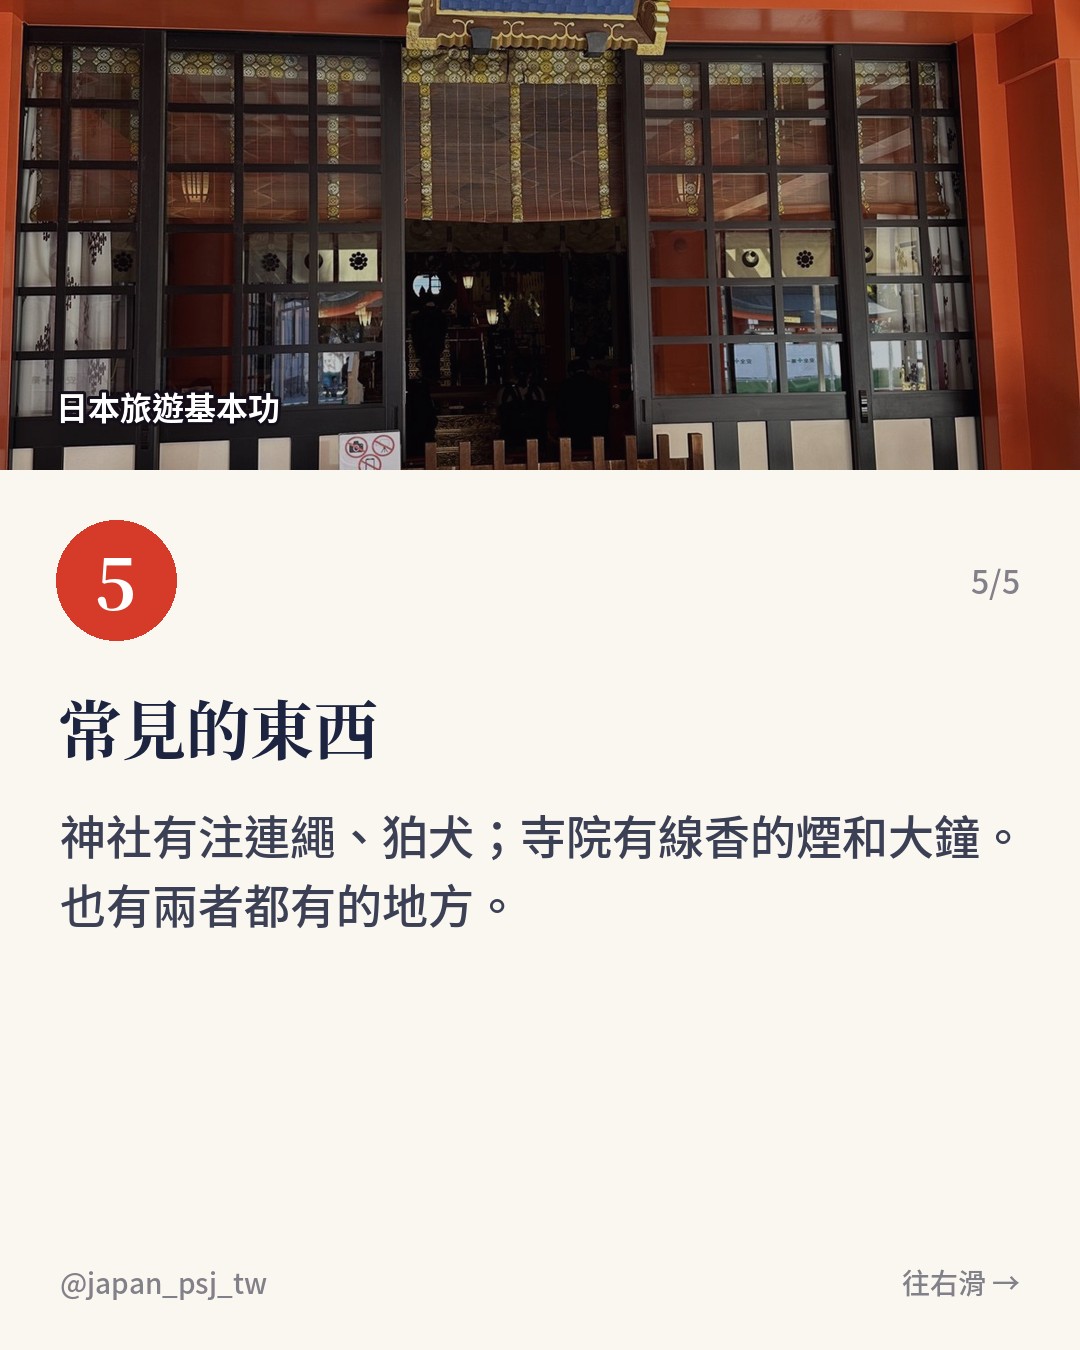 日本旅遊基本功
5
5/5
常見的東西
神社有注連繩、狛犬；寺院有線香的煙和大鐘。
也有兩者都有的地方。
@japan_psj_tw
往右滑 →